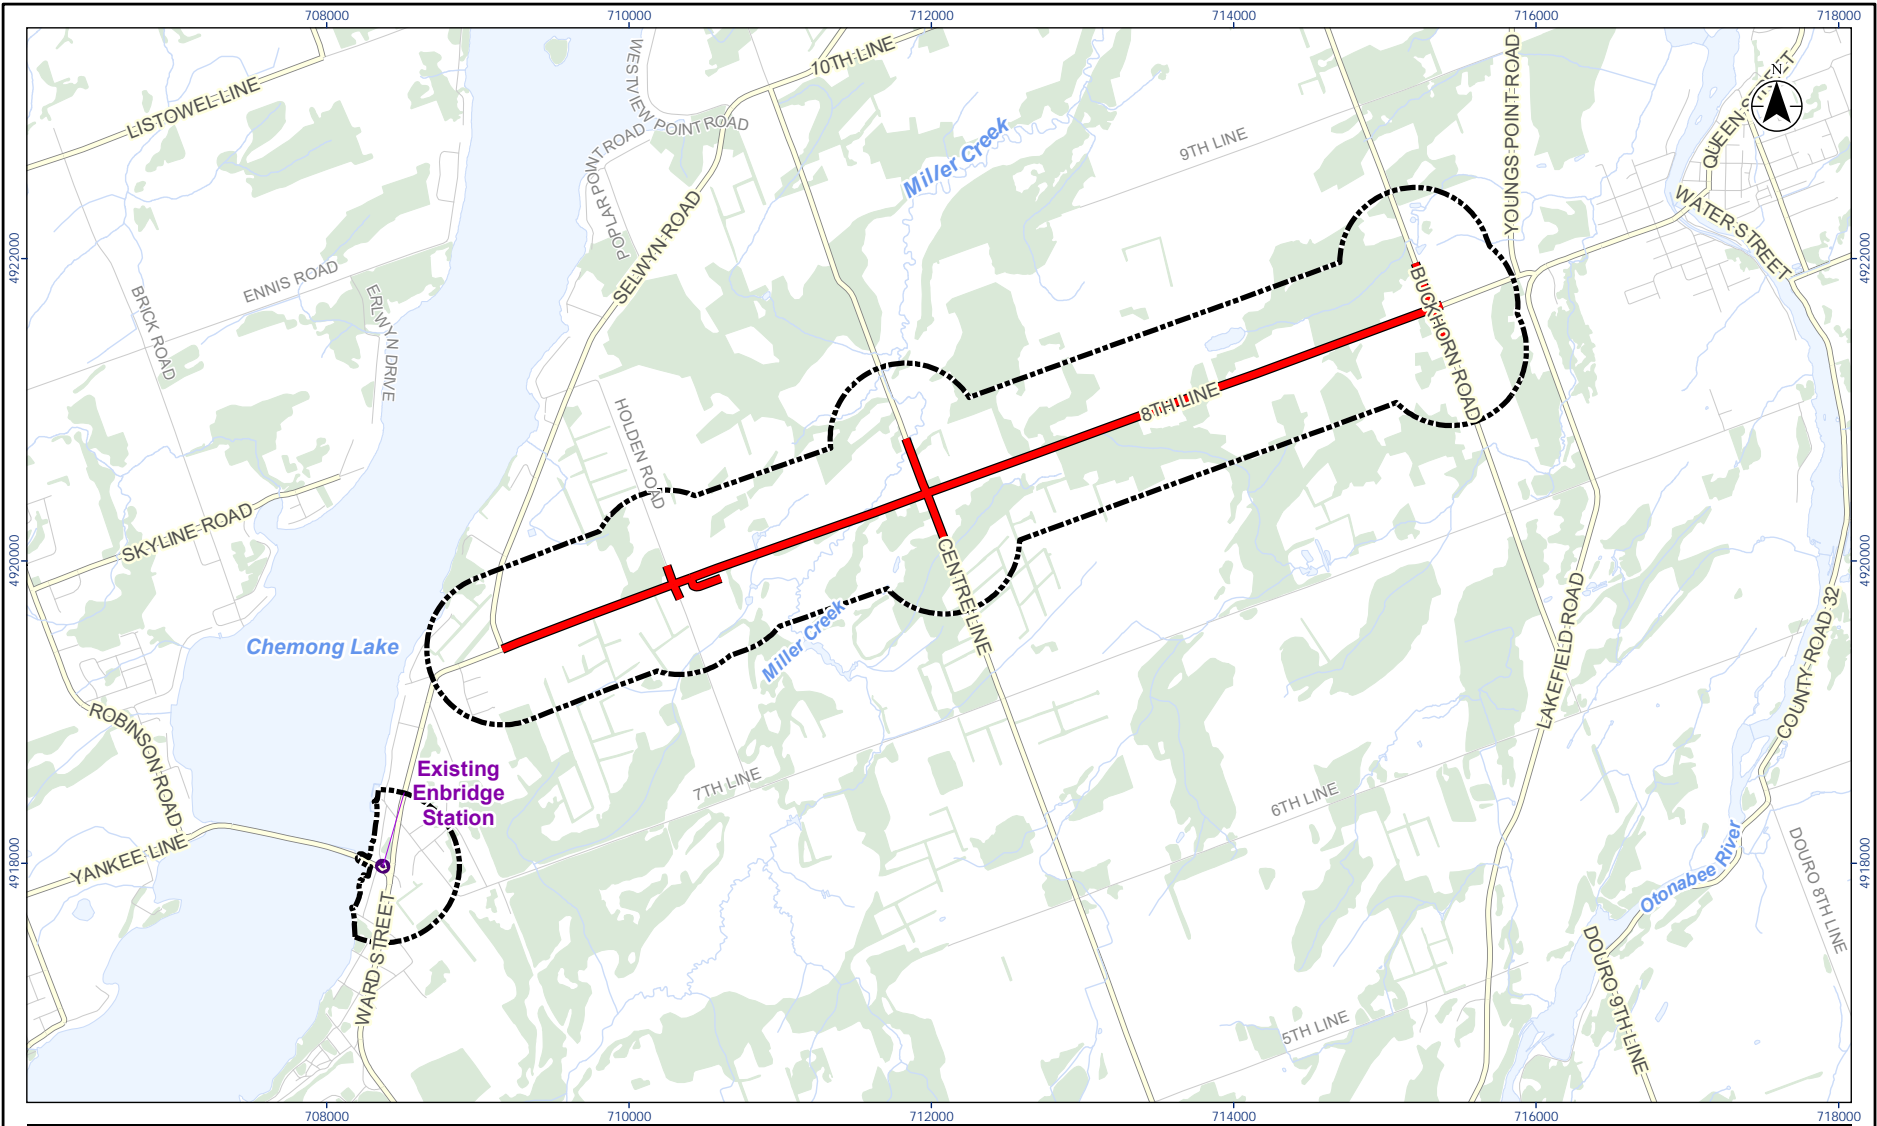 708000
710000
712000
714000
716000
718000
4922000
4920000
4918000
4922000
4920000
4918000
N
LISTOWEL LINE
10TH LINE
WESTVIEW POINT ROAD
POPLAR POINT ROAD
SELWYN ROAD
Miller Creek
9TH LINE
YOUNGS POINT ROAD
QUEEN STREET
WATER STREET
ENNIS ROAD
BRICK ROAD
ERLWYN DRIVE
BUCKHORN ROAD
HOLDEN ROAD
8TH LINE
SKYLINE ROAD
CENTRE LINE
Chemong Lake
Miller Creek
LAKEFIELD ROAD
COUNTY ROAD 32
ROBINSON ROAD
Existing
Enbridge
Station
7TH LINE
6TH LINE
YANKEE LINE
Otonabee River
DOURO 8TH LINE
WARD STREET
DOURO 9TH LINE
5TH LINE
708000
710000
712000
714000
716000
718000